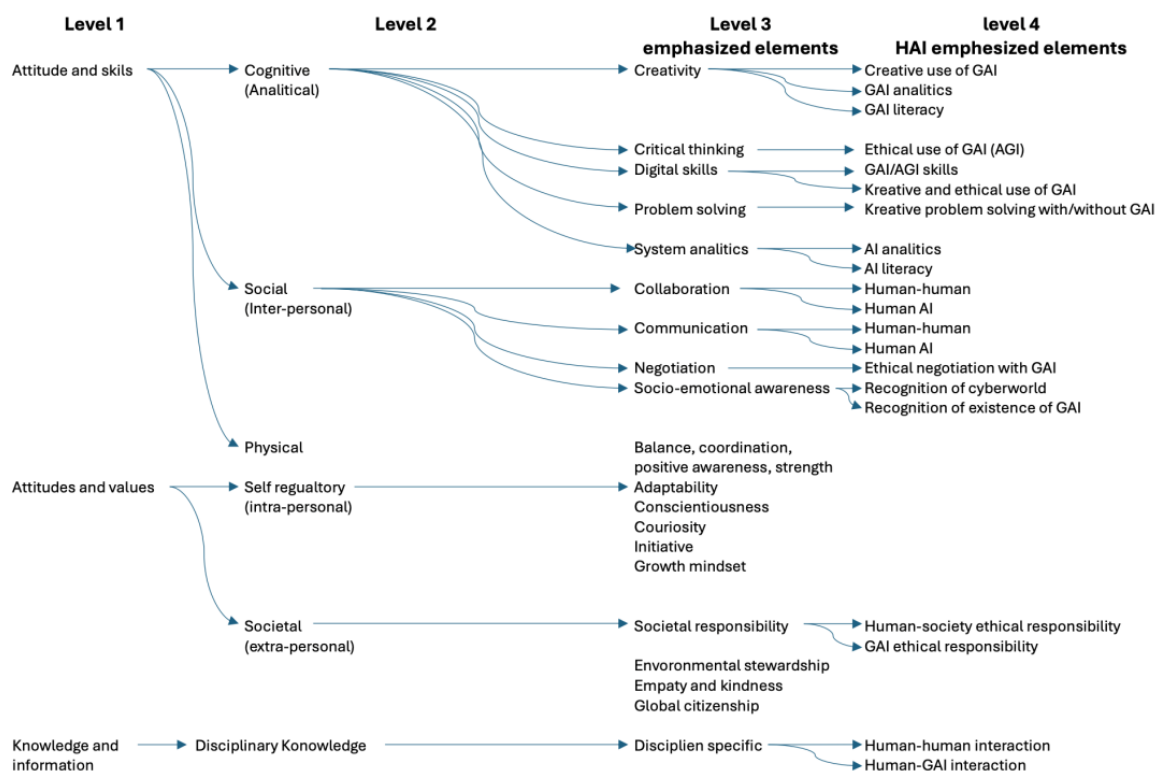 Level 1 Level 2 Level 3 level 4
emphasized elements HAI emphesized elements
Attitude and skils Cognitive Creativity Creative use of GAI
(Analitical) GAI analitics
GAI literacy
Critical thinking Ethical use of GAI (AGI)
Digital skills GAI/AGI skills
Kreative and ethical use of GAI
Problem solving Kreative problem solving with/without GAI
System analitics AI analitics
AI literacy
Social Collaboration Human-human
(Inter-personal) Human AI
Communication Human-human
Human AI
Negotiation Ethical negotiation with GAI
Socio-emotional awareness Recognition of cyberworld
Recognition of existence of GAI
Physical Balance, coordination,
positive awareness, strength
Attitudes and values Self regualtory Adaptability
(intra-personal) Conscientiousness
Couriosity
Initiative
Growth mindset
Societal Societal responsibility Human-society ethical responsibility
(extra-personal) GAI ethical responsibility
Envoronmental stewardship
Empaty and kindness
Global citizenship
Knowledge and Disciplinary Konowledge Disciplien specific Human-human interaction
information Human-GAI interaction